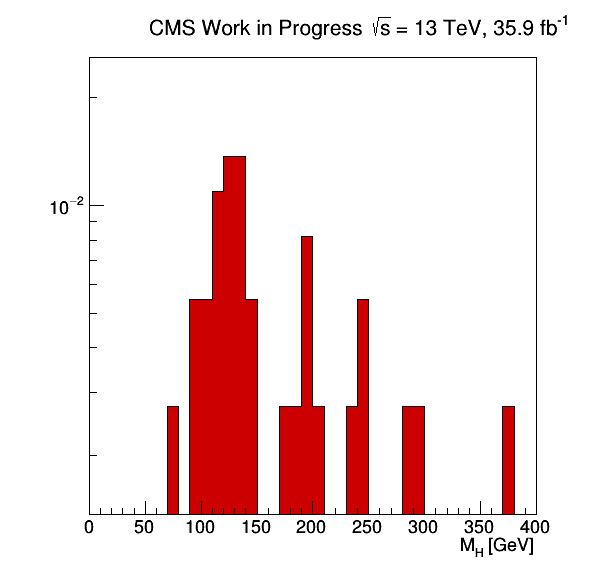 CMS Work in Progress √s = 13 TeV, 35.9 fb⁻¹
10⁻²
0 50 100 150 200 250 300 350 400
M_H [GeV]